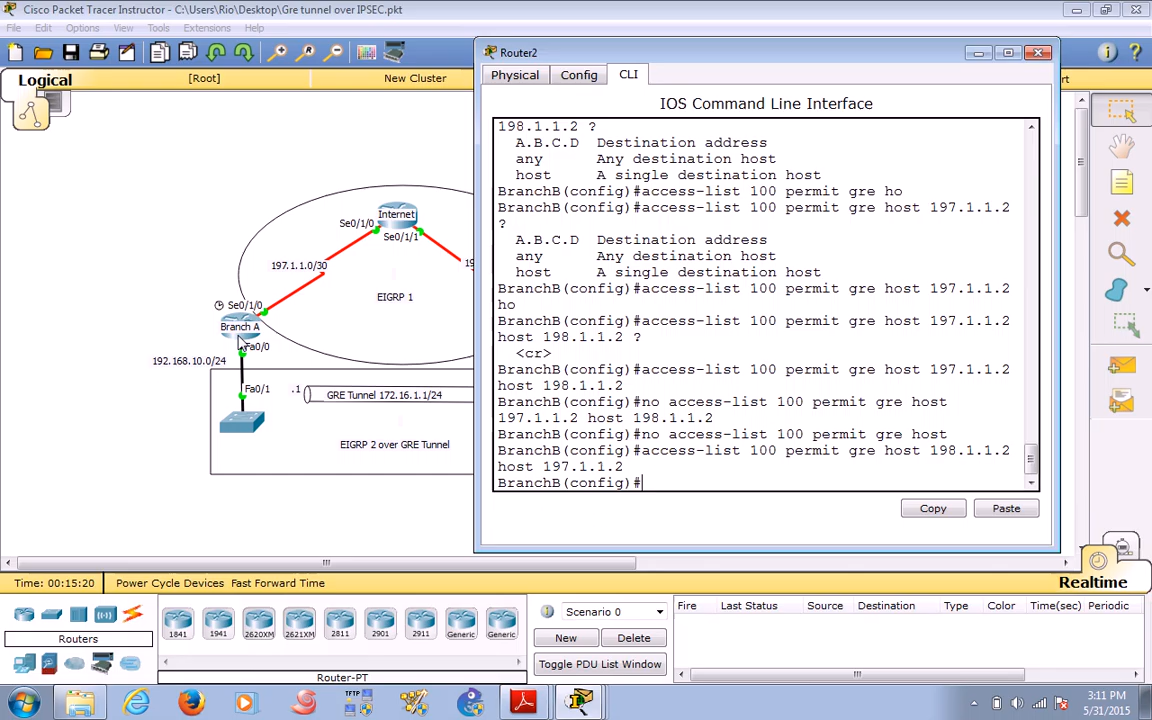 Cisco Packet Tracer Instructor - C:\Users\Rio\Desktop\Gre tunnel over IPSEC.pkt
File Edit Options View Tools Extensions Help
Logical
[Root]
New Cluster
Router2
Physical Config CLI
IOS Command Line Interface
198.1.1.2 ?
A.B.C.D Destination address
any Any destination host
host A single destination host
BranchB(config)#access-list 100 permit gre ho
BranchB(config)#access-list 100 permit gre host 197.1.1.2
?
A.B.C.D Destination address
any Any destination host
host A single destination host
BranchB(config)#access-list 100 permit gre host 197.1.1.2
ho
BranchB(config)#access-list 100 permit gre host 197.1.1.2
host 198.1.1.2 ?
<cr>
BranchB(config)#access-list 100 permit gre host 197.1.1.2
host 198.1.1.2
BranchB(config)#no access-list 100 permit gre host
197.1.1.2 host 198.1.1.2
BranchB(config)#no access-list 100 permit gre host
BranchB(config)#access-list 100 permit gre host 198.1.1.2
host 197.1.1.2
BranchB(config)#
Copy Paste
Internet
Se0/1/0
Se0/1/1
197.1.1.0/30
19
EIGRP 1
Se0/1/0
Branch A
Fa0/0
192.168.10.0/24
Fa0/1
.1
GRE Tunnel 172.16.1.1/24
EIGRP 2 over GRE Tunnel
Time: 00:15:20 Power Cycle Devices Fast Forward Time
Realtime
Routers
1841 1941 2620XM 2621XM 2811 2901 2911 Generic Generic
Router-PT
Scenario 0
New Delete
Toggle PDU List Window
Fire Last Status Source Destination Type Color Time(sec) Periodic
TFTP
3:11 PM
5/31/2015